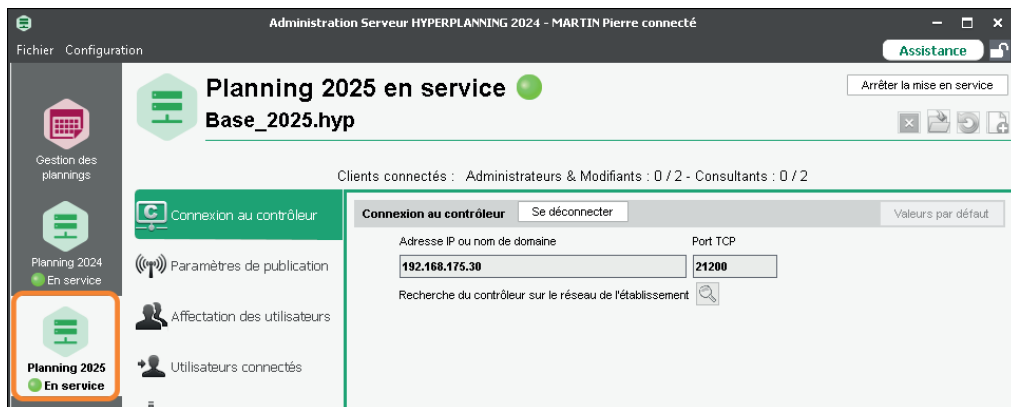 Administration Serveur HYPERPLANNING 2024 - MARTIN Pierre connecté
Fichier Configuration
Assistance
Planning 2025 en service
Arrêter la mise en service
Base_2025.hyp
Gestion des
plannings
Clients connectés : Administrateurs & Modifiants : 0 / 2 - Consultants : 0 / 2
C
Connexion au contrôleur
Connexion au contrôleur
Se déconnecter
Valeurs par défaut
Adresse IP ou nom de domaine
Port TCP
192.168.175.30
21200
Recherche du contrôleur sur le réseau de l'établissement
Planning 2024
En service
Paramètres de publication
Affectation des utilisateurs
Planning 2025
En service
Utilisateurs connectés